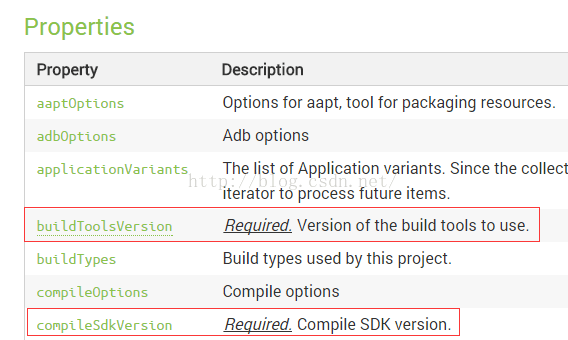 Properties
Property Description
aaptOptions Options for aapt, tool for packaging resources.
adbOptions Adb options
applicationVariants The list of Application variants. Since the collect
iterator to process future items.
http://blog.csdn.net/
buildToolsVersion Required. Version of the build tools to use.
buildTypes Build types used by this project.
compileOptions Compile options
compileSdkVersion Required. Compile SDK version.